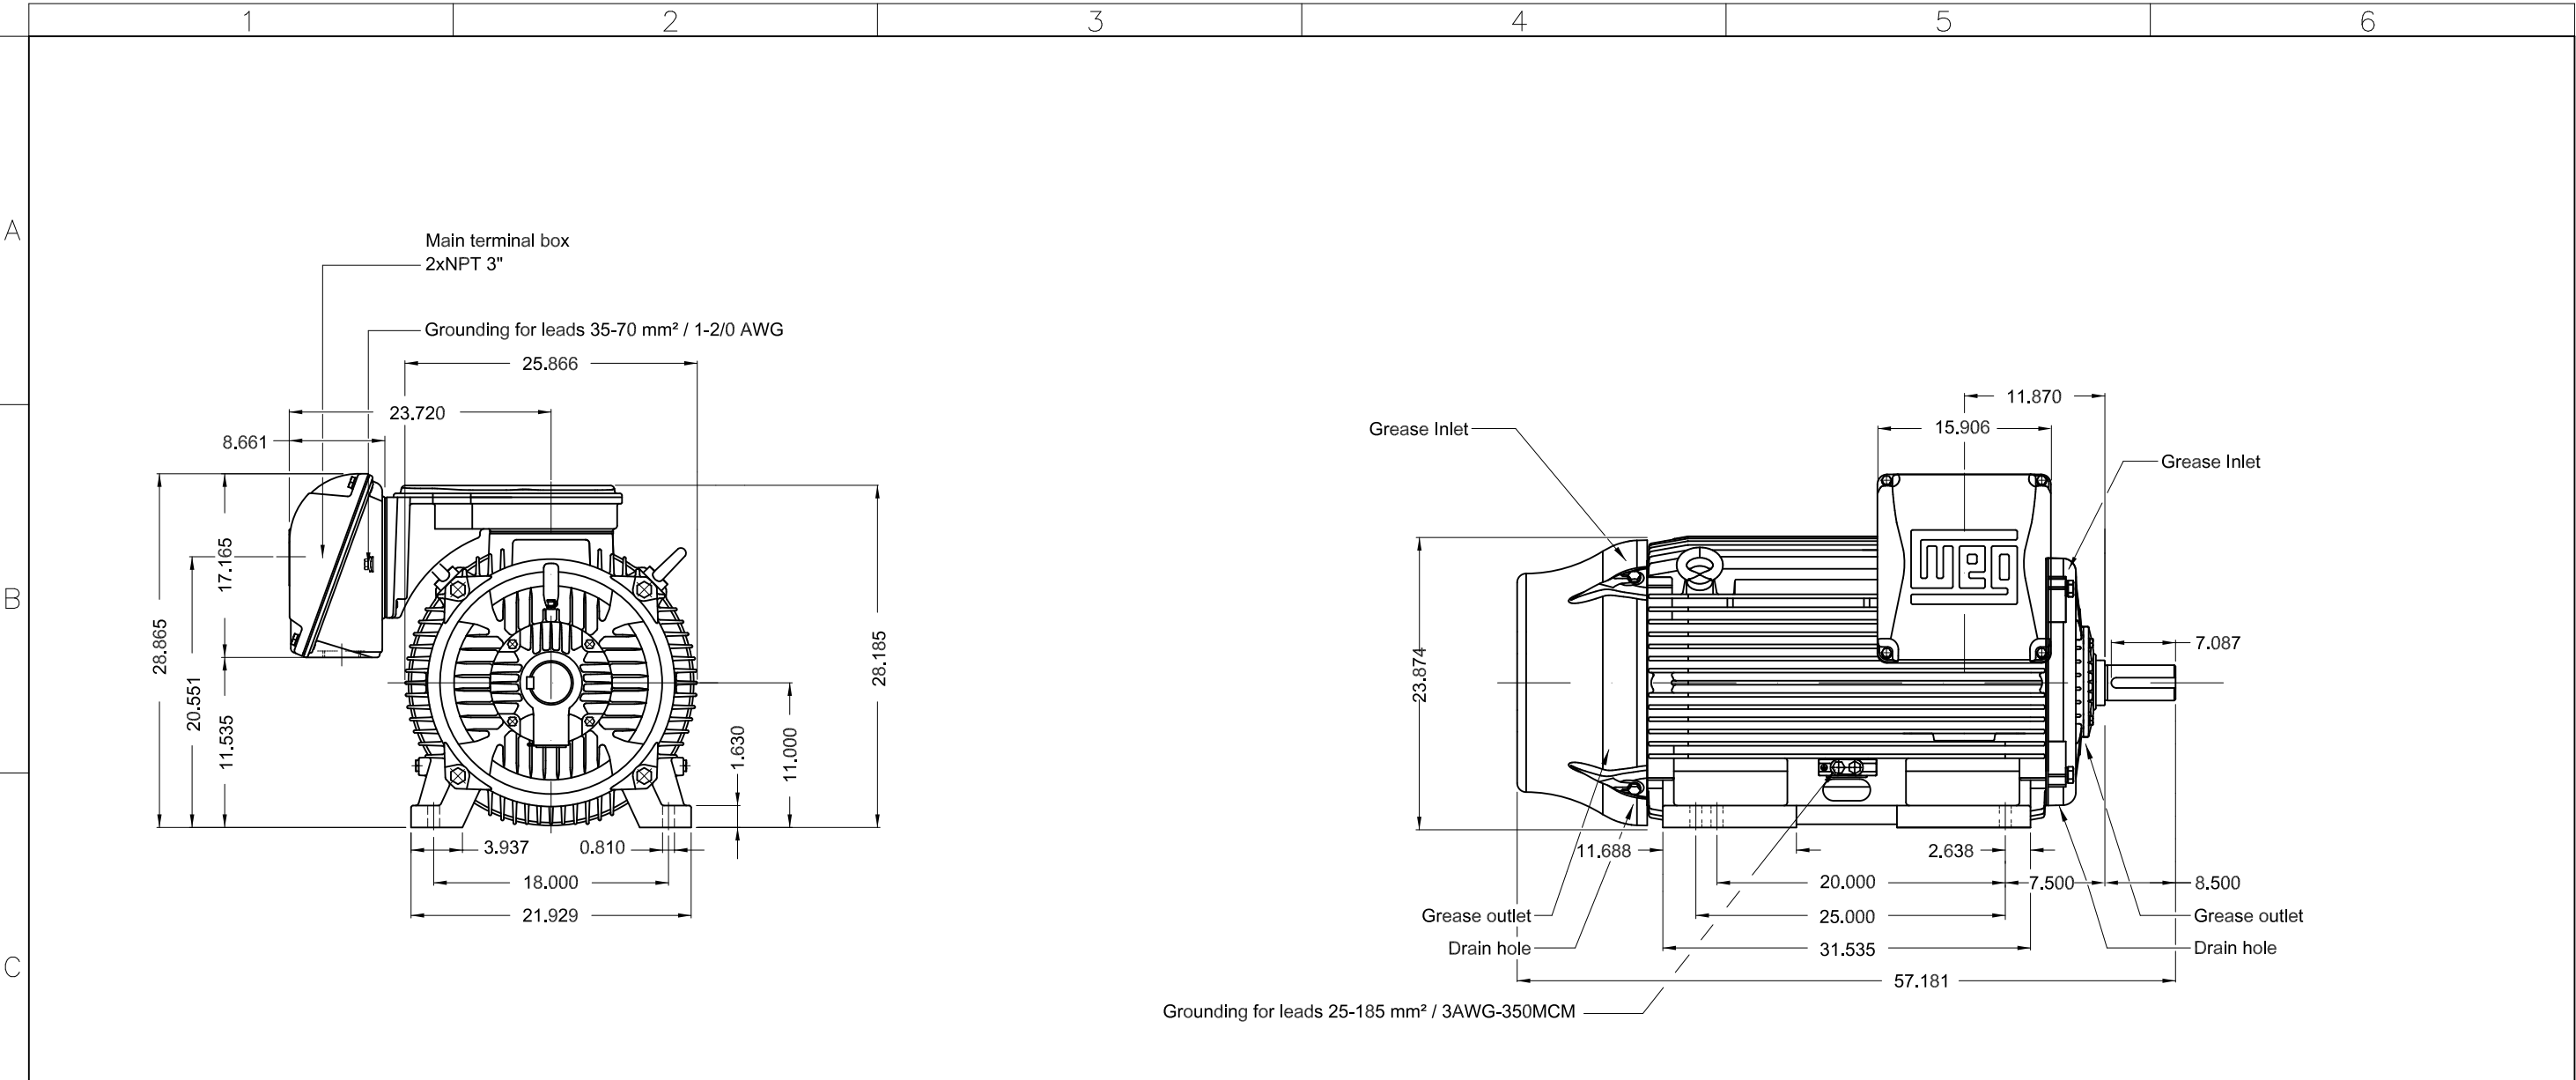 1 2 3 4 5 6
A
B
C
Main terminal box
2xNPT 3"
Grounding for leads 35-70 mm² / 1-2/0 AWG
25.866
23.720
8.661
28.865
20.551
17.165
11.535
28.185
11.000
1.630
3.937
0.810
18.000
21.929
11.870
15.906
Grease Inlet
Grease Inlet
weg
23.874
7.087
11.688
2.638
20.000
7.500
8.500
Grease outlet
25.000
Grease outlet
Drain hole
31.535
Drain hole
57.181
Grounding for leads 25-185 mm² / 3AWG-350MCM